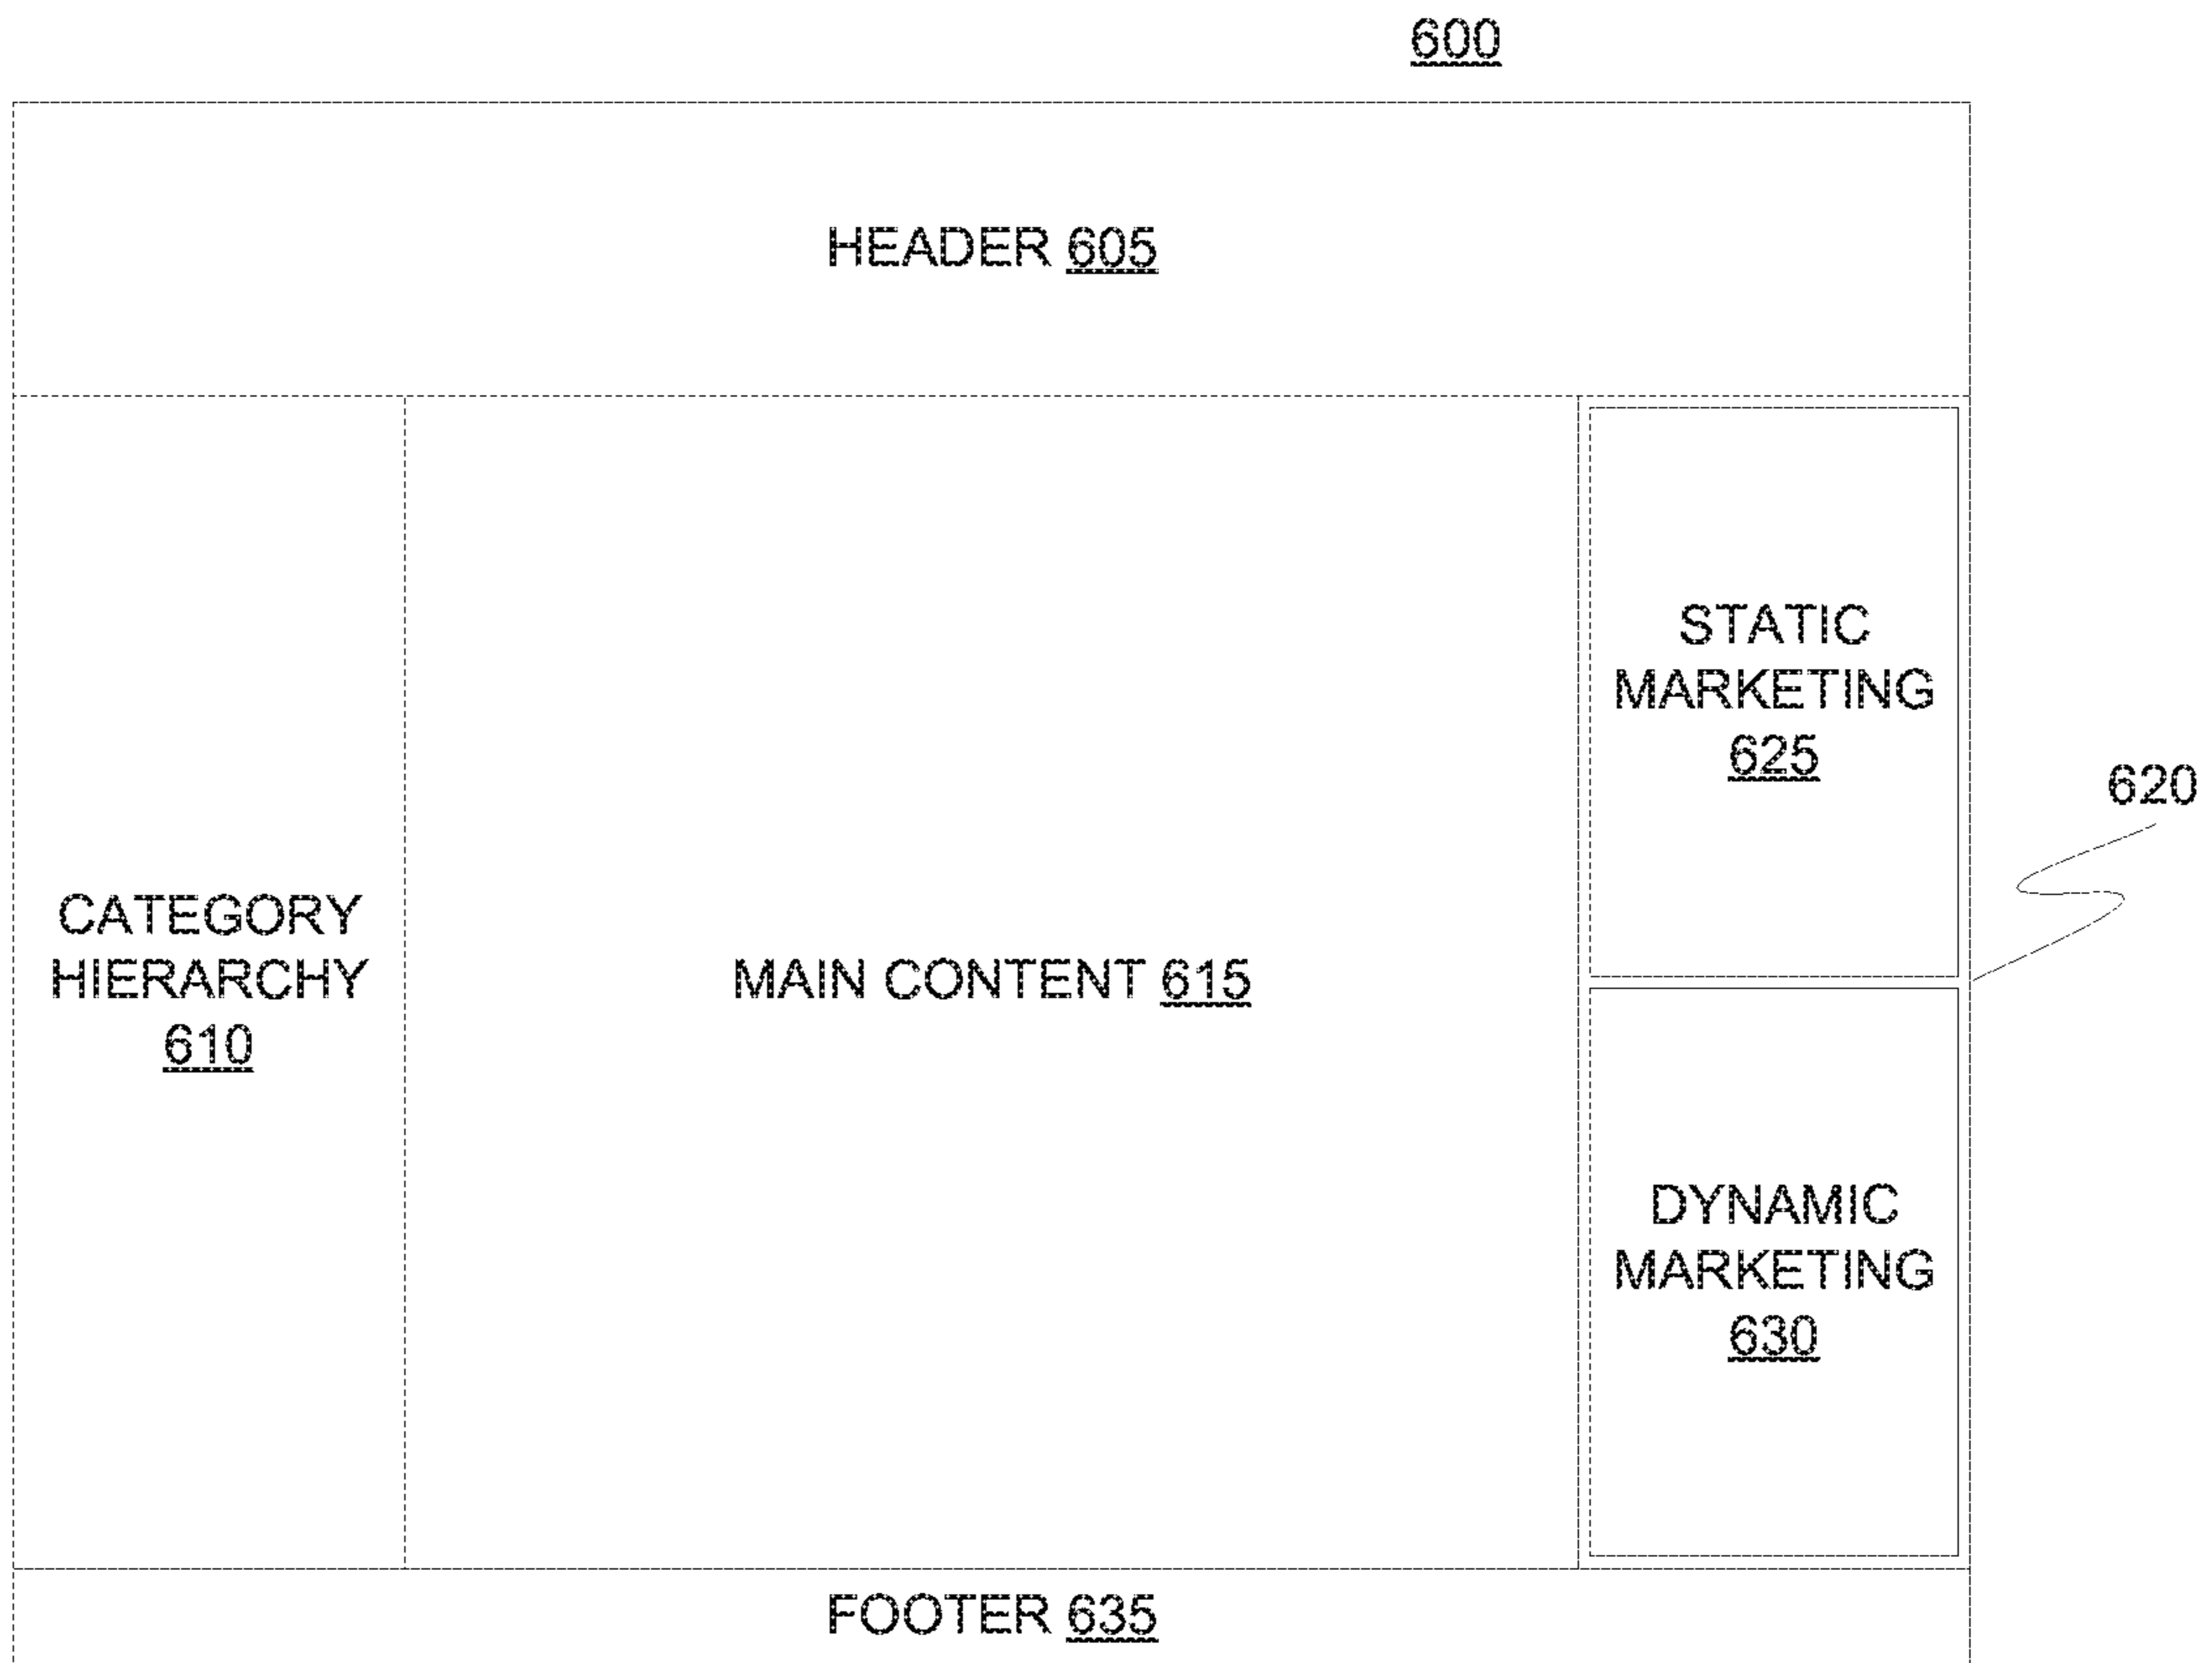 600
HEADER 605
STATIC
MARKETING
625
620
CATEGORY
HIERARCHY
610
MAIN CONTENT 615
DYNAMIC
MARKETING
630
FOOTER 635